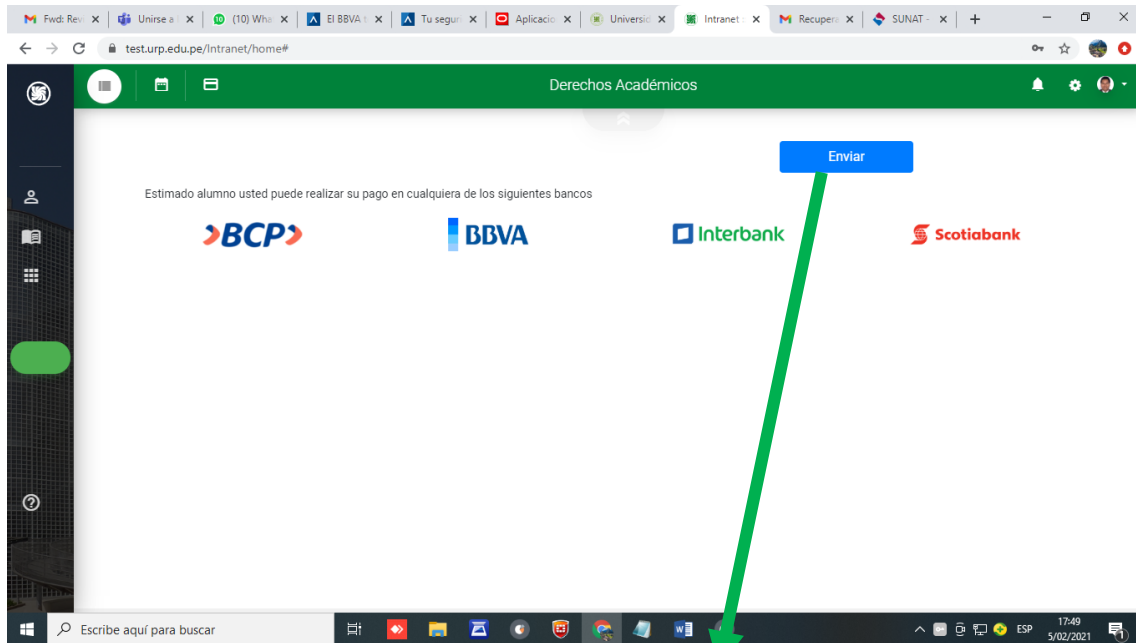 Fwd: Rev
Unirse a
(10) Wha
El BBVA t
Tu segur
Aplicacio
Universid
Intranet :
Recupera
SUNAT -
test.urp.edu.pe/Intranet/home#
Derechos Académicos
Enviar
Estimado alumno usted puede realizar su pago en cualquiera de los siguientes bancos
BCP
BBVA
Interbank
Scotiabank
Escribe aquí para buscar
ESP
17:49
5/02/2021